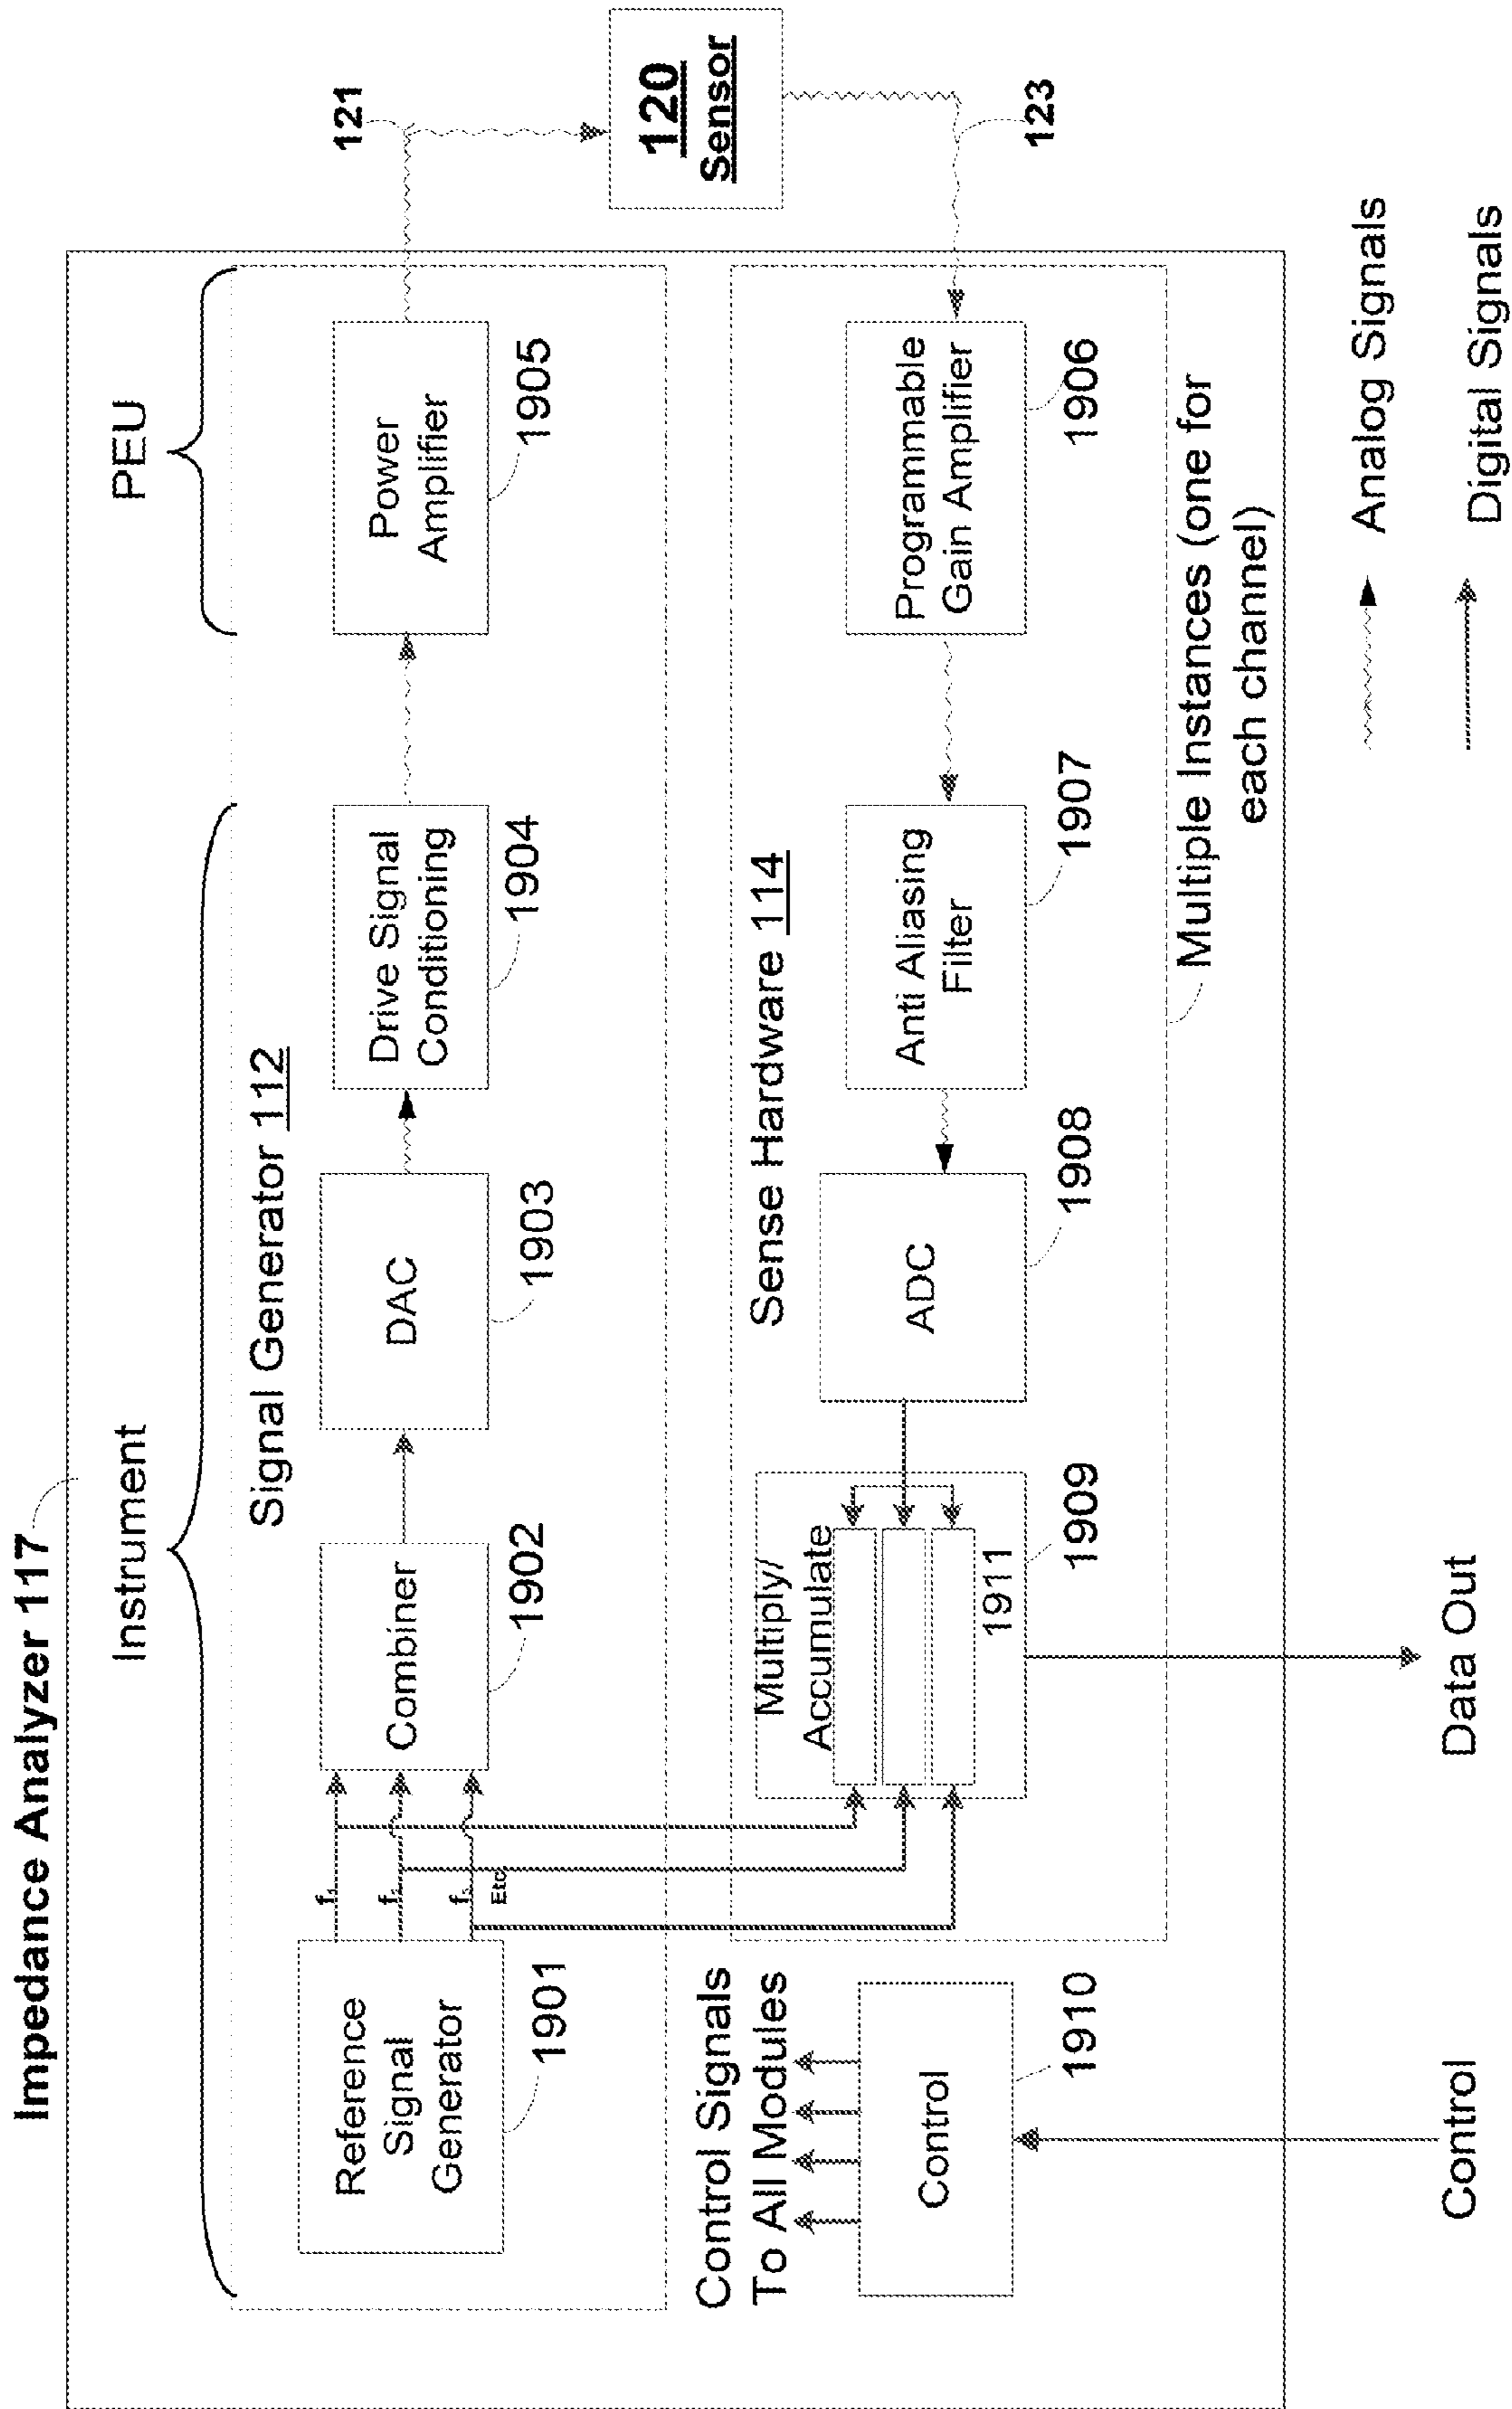 Impedance Analyzer 117
Instrument
PEU
Signal Generator 112
Reference
Signal
Generator
1901
f₁
f₂
Etc
Combiner
1902
DAC
1903
Drive Signal
Conditioning
1904
Power
Amplifier
1905
121
120
Sensor
123
Control Signals
To All Modules
Control
1910
Sense Hardware 114
Multiply/
Accumulate
1911
1909
ADC
1908
Anti Aliasing
Filter
1907
Programmable
Gain Amplifier
1906
Multiple Instances (one for
each channel)
Control
Data Out
Analog Signals
Digital Signals